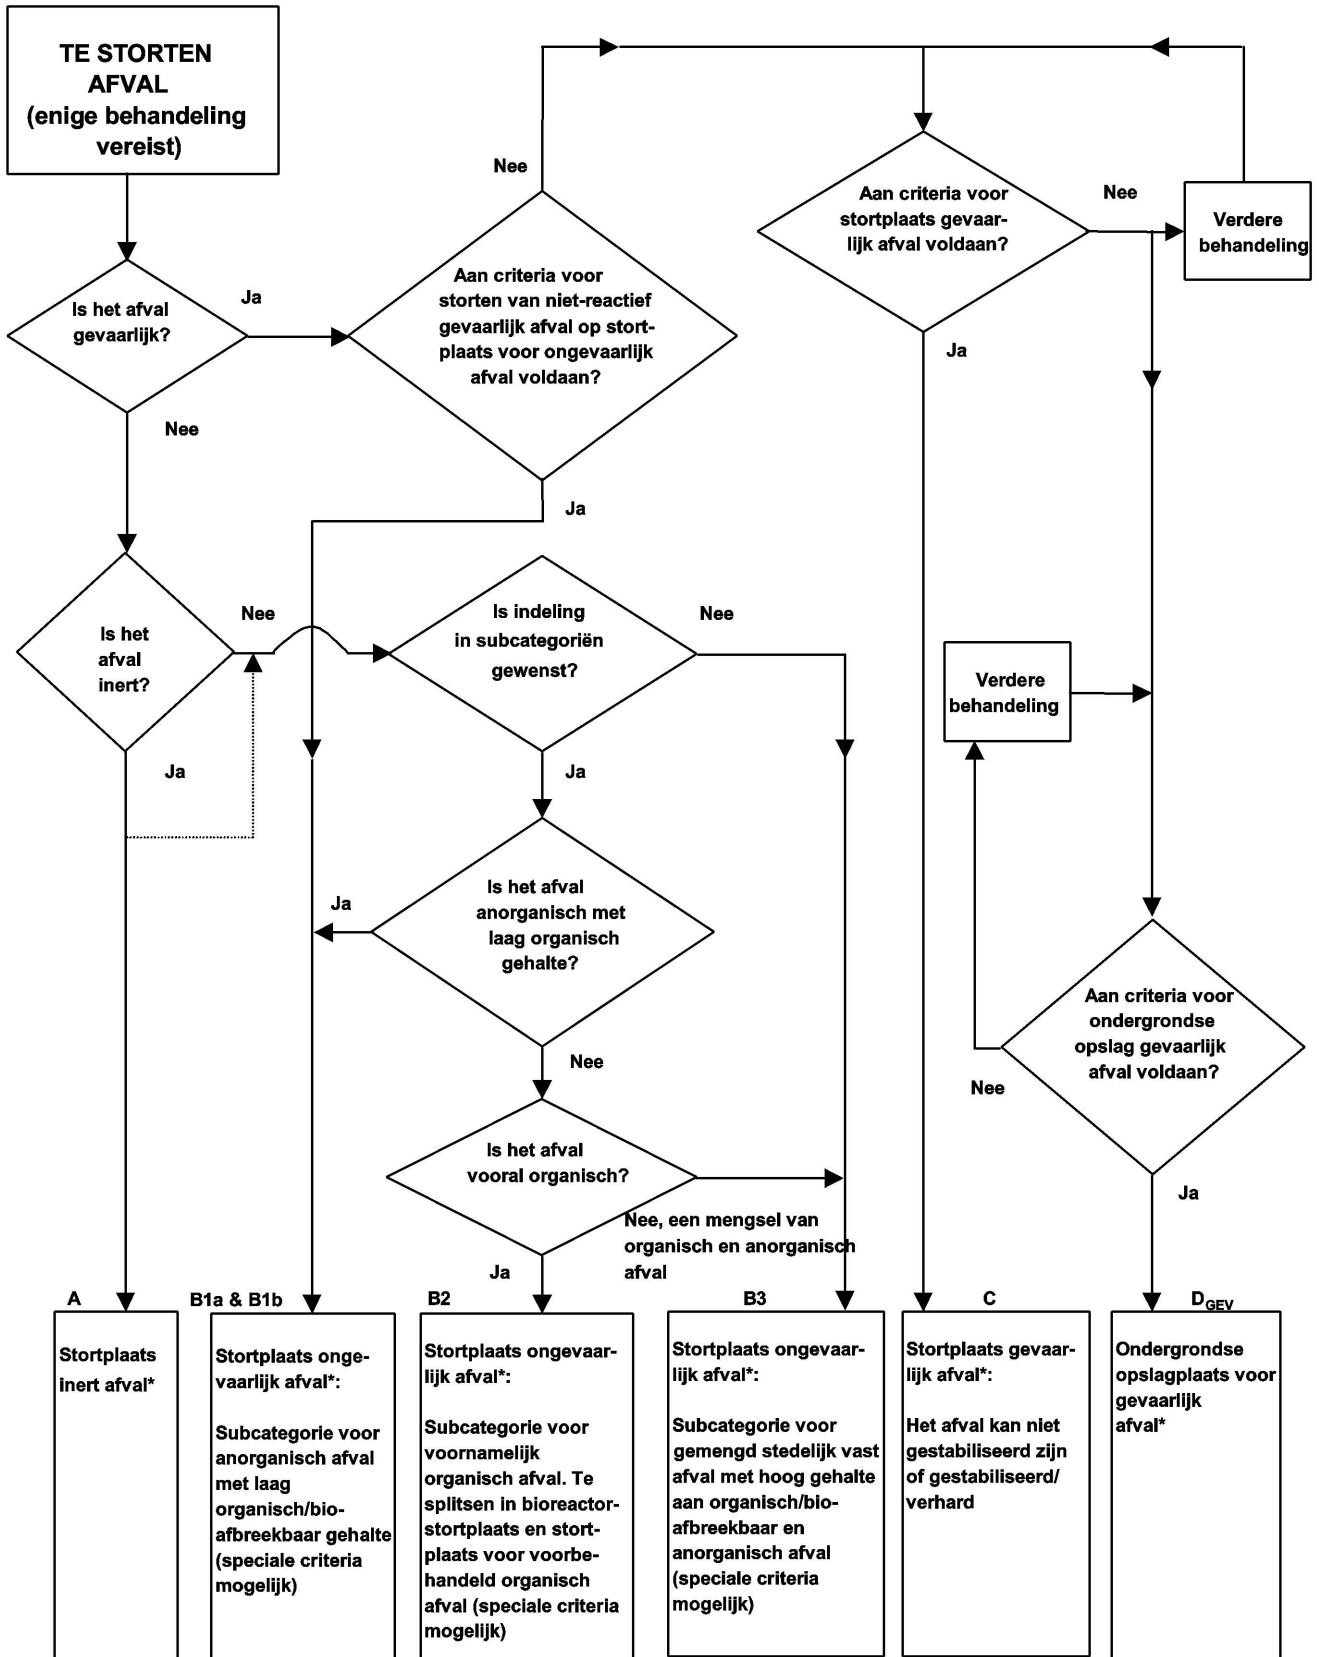 TE STORTEN
AFVAL
(enige behandeling
vereist)
Is het afval
gevaarlijk?
Ja
Nee
Nee
Aan criteria voor
storten van niet-reactief
gevaarlijk afval op stort-
plaats voor ongevaarlijk
afval voldaan?
Ja
Aan criteria voor
stortplaats gevaar-
lijk afval voldaan?
Nee
Verdere
behandeling
Ja
Is het
afval
inert?
Nee
Ja
Is indeling
in subcategoriën
gewenst?
Nee
Ja
Is het afval
anorganisch met
laag organisch
gehalte?
Ja
Nee
Is het afval
vooral organisch?
Nee, een mengsel van
organisch en anorganisch
afval
Ja
Verdere
behandeling
Aan criteria voor
ondergrondse
opslag gevaarlijk
afval voldaan?
Nee
Ja
A
Stortplaats
inert afval*
B1a & B1b
Stortplaats onge-
vaarlijk afval*:
Subcategorie voor
anorganisch afval
met laag
organisch/bio-
afbreekbaar gehalte
(speciale criteria
mogelijk)
B2
Stortplaats ongevaar-
lijk afval*:
Subcategorie voor
voornamelijk
organisch afval. Te
splitsen in bioreactor-
stortplaats en stort-
plaats voor voorbe-
handeld organisch
afval (speciale criteria
mogelijk)
B3
Stortplaats ongevaar-
lijk afval*:
Subcategorie voor
gemengd stedelijk vast
afval met hoog gehalte
aan organisch/bio-
afbreekbaar en
anorganisch afval
(speciale criteria
mogelijk)
C
Stortplaats gevaar-
lijk afval*:
Het afval kan niet
gestabiliseerd zijn
of gestabiliseerd/
verhard
DGEV
Ondergrondse
opslagplaats voor
gevaarlijk
afval*